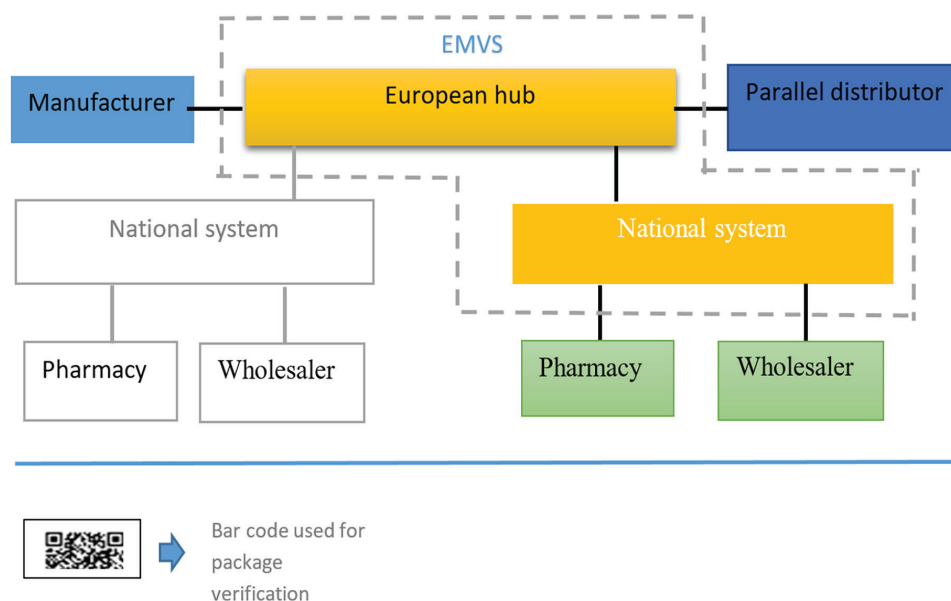 EMVS
Manufacturer
European hub
Parallel distributor
National system
National system
Pharmacy
Wholesaler
Pharmacy
Wholesaler
Bar code used for
package
verification